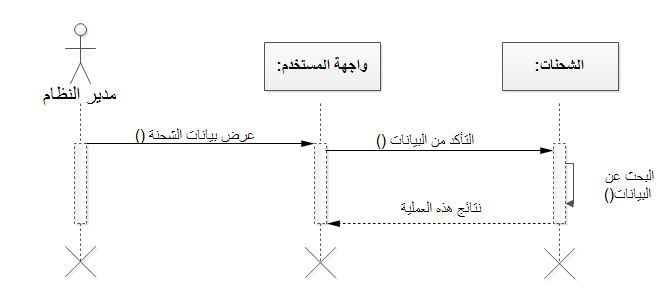 واجهة المستخدم:
الشحنات:
مدير النظام
عرض بيانات الشحنة ()
التأكد من البيانات ()
البحث عن
البيانات()
نتائج هذه العملية